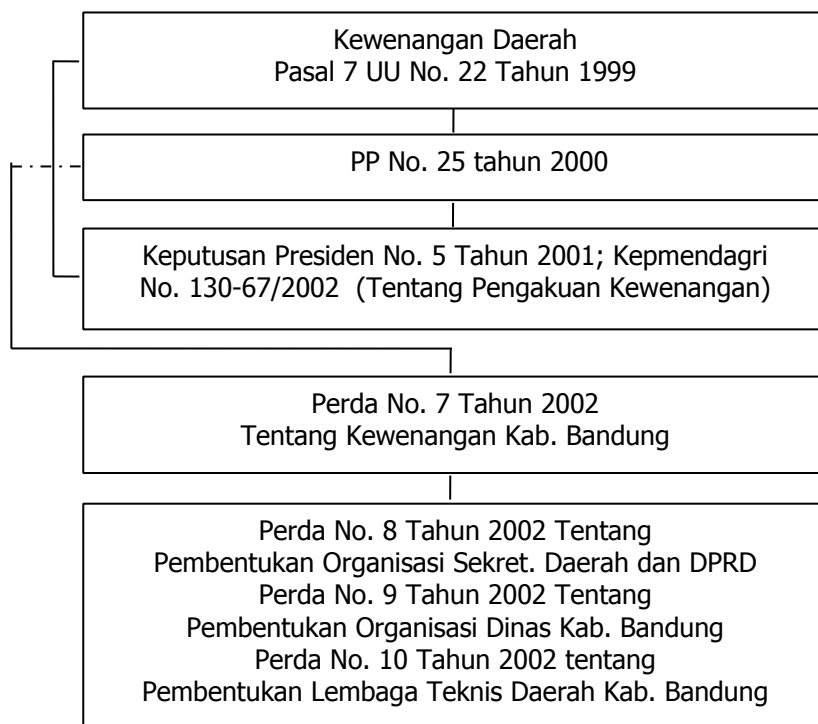 Kewenangan Daerah
Pasal 7 UU No. 22 Tahun 1999
PP No. 25 tahun 2000
Keputusan Presiden No. 5 Tahun 2001; Kepmendagri
No. 130-67/2002 (Tentang Pengakuan Kewenangan)
Perda No. 7 Tahun 2002
Tentang Kewenangan Kab. Bandung
Perda No. 8 Tahun 2002 Tentang
Pembentukan Organisasi Sekret. Daerah dan DPRD
Perda No. 9 Tahun 2002 Tentang
Pembentukan Organisasi Dinas Kab. Bandung
Perda No. 10 Tahun 2002 tentang
Pembentukan Lembaga Teknis Daerah Kab. Bandung